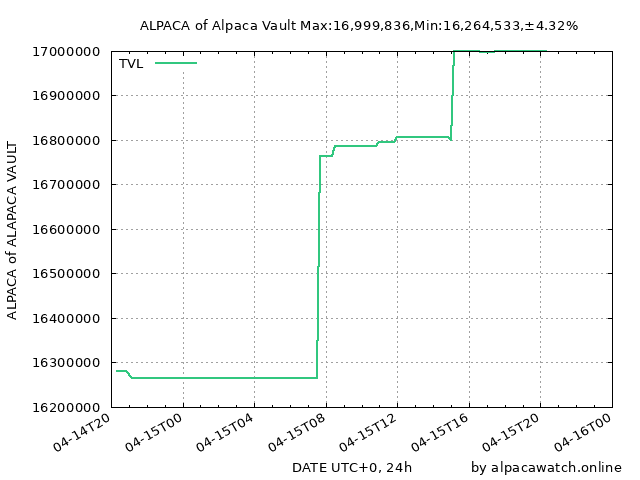 ALPACA of Alpaca Vault Max:16,999,836,Min:16,264,533,±4.32%
17000000
TVL
16900000
16800000
16700000
16600000
16500000
16400000
16300000
16200000
ALPACA of ALAPACA VAULT
04-14T20
04-15T00
04-15T04
04-15T08
04-15T12
04-15T16
04-15T20
04-16T00
DATE UTC+0, 24h
by alpacawatch.online